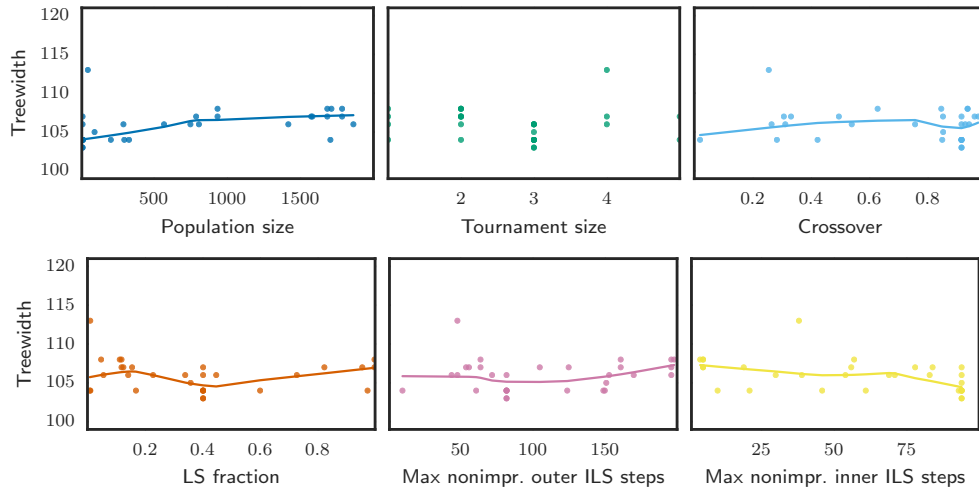 120
115
110
105
100
Treewidth
500 1000 1500
2 3 4
0.2 0.4 0.6 0.8
Population size
Tournament size
Crossover
120
115
110
105
100
Treewidth
0.2 0.4 0.6 0.8
50 100 150
25 50 75
LS fraction
Max nonimpr. outer ILS steps
Max nonimpr. inner ILS steps